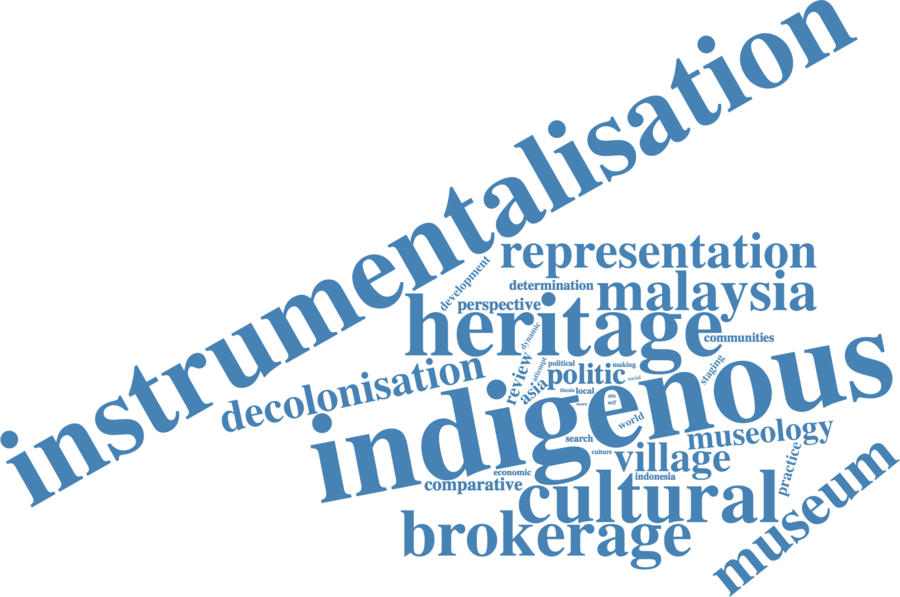 instrumentalisation
representation
development
determination
malaysia
perspective
heritage
dynamic
communities
decolonisation
review
attempt
political
making
asia
politic
social
staging
thesis
local
indigenous
site
self
world
museology
search
culture
village
practice
economic
indonesia
comparative
cultural
museum
brokerage